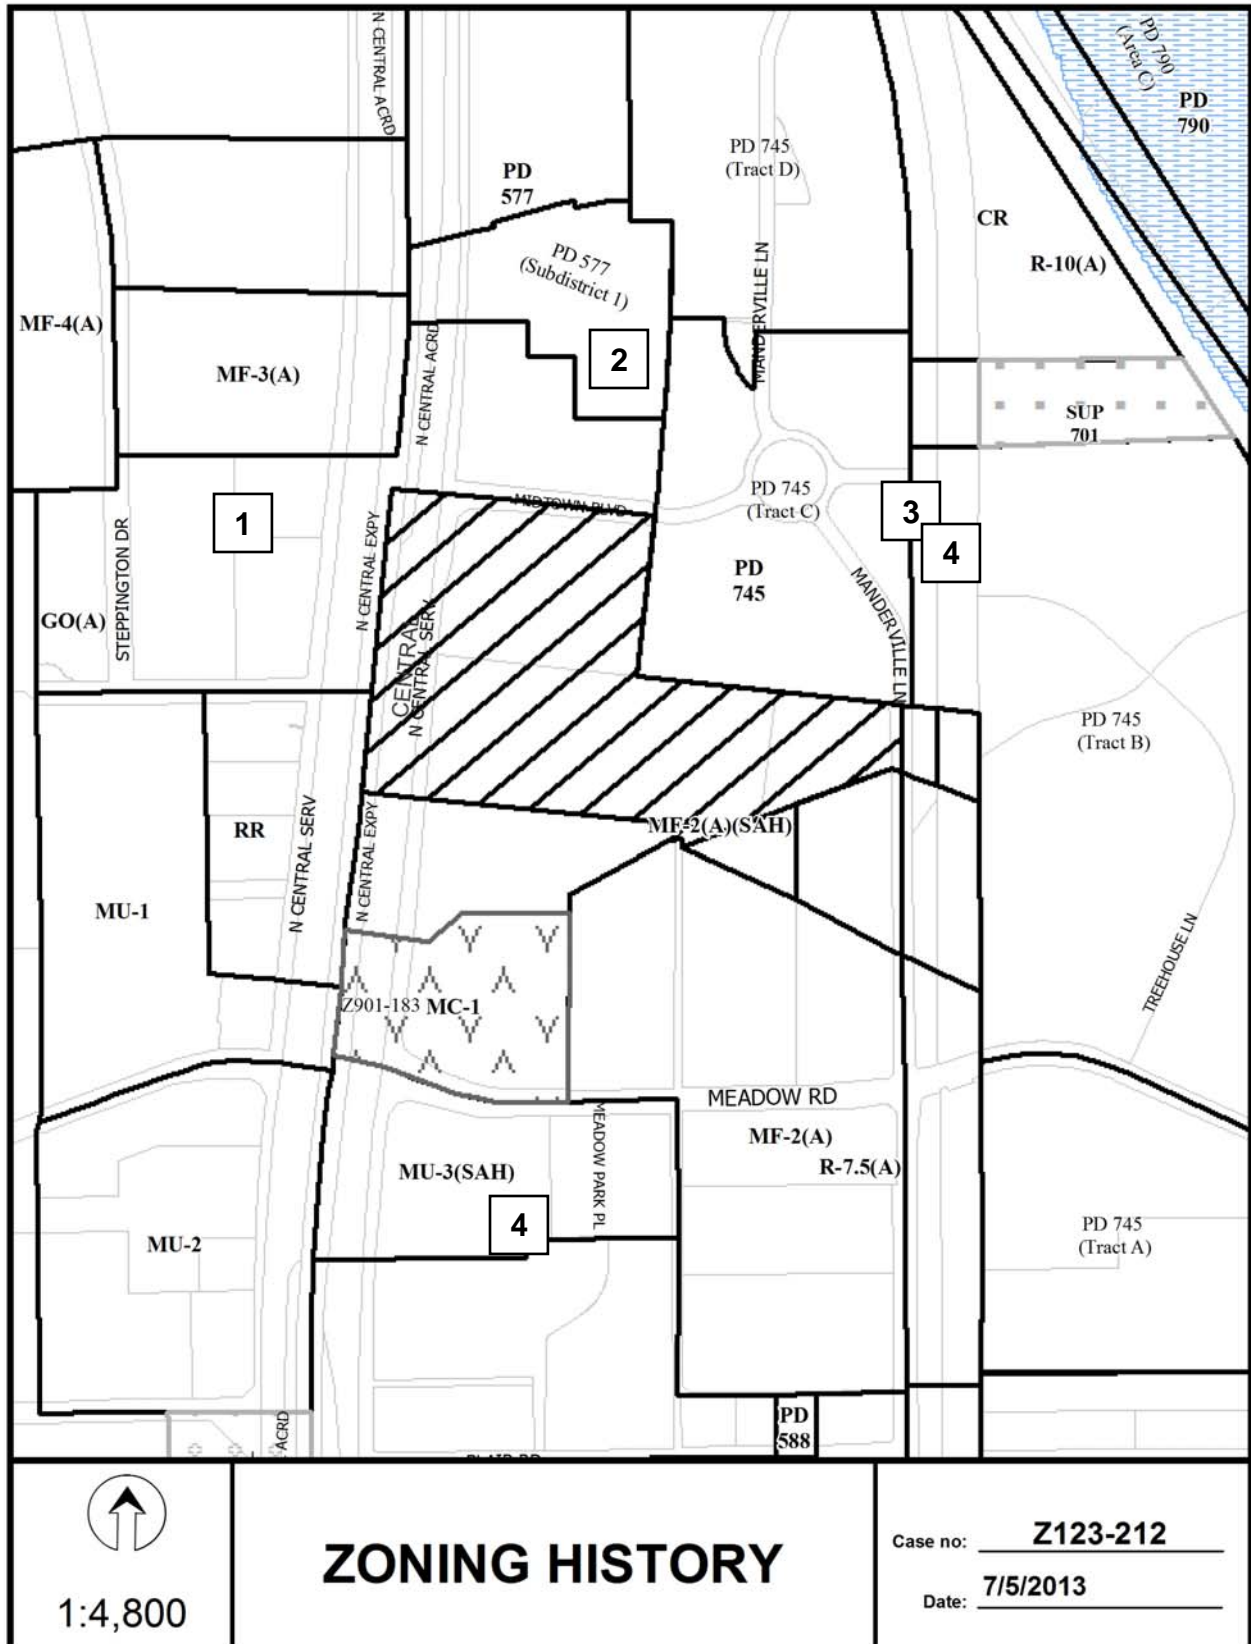 N CENTRAL ACRD
PD 790
(Area C)
PD
790
PD 745
(Tract D)
PD
577
CR
PD 577
(Subdistrict 1)
R-10(A)
MANDERVILLE LN
MF-4(A)
2
MF-3(A)
N CENTRAL ACRD
SUP
701
PD 745
(Tract C)
MIDTOWN BLVD
1
3
4
STEPPINGTON DR
N CENTRAL EXPY
PD
745
GO(A)
MANDERVILLE LN
CENTRAL
N CENTRAL SERV
PD 745
(Tract B)
MF-2(A)(SAH)
RR
N CENTRAL SERV
N CENTRAL EXPY
MU-1
TREEHOUSE LN
Z901-183 MC-1
MEADOW RD
MEADOW PARK PL
MF-2(A)
R-7.5(A)
MU-3(SAH)
4
PD 745
(Tract A)
MU-2
PD
588
ACRD
1:4,800
ZONING HISTORY
Case no: Z123-212
Date: 7/5/2013